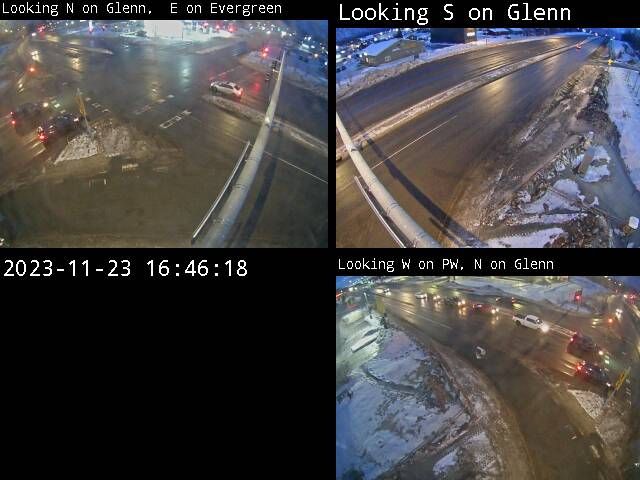 Looking N on Glenn,  E on Evergreen
Looking S on Glenn
2023-11-23 16:46:18
Looking W on PW, N on Glenn